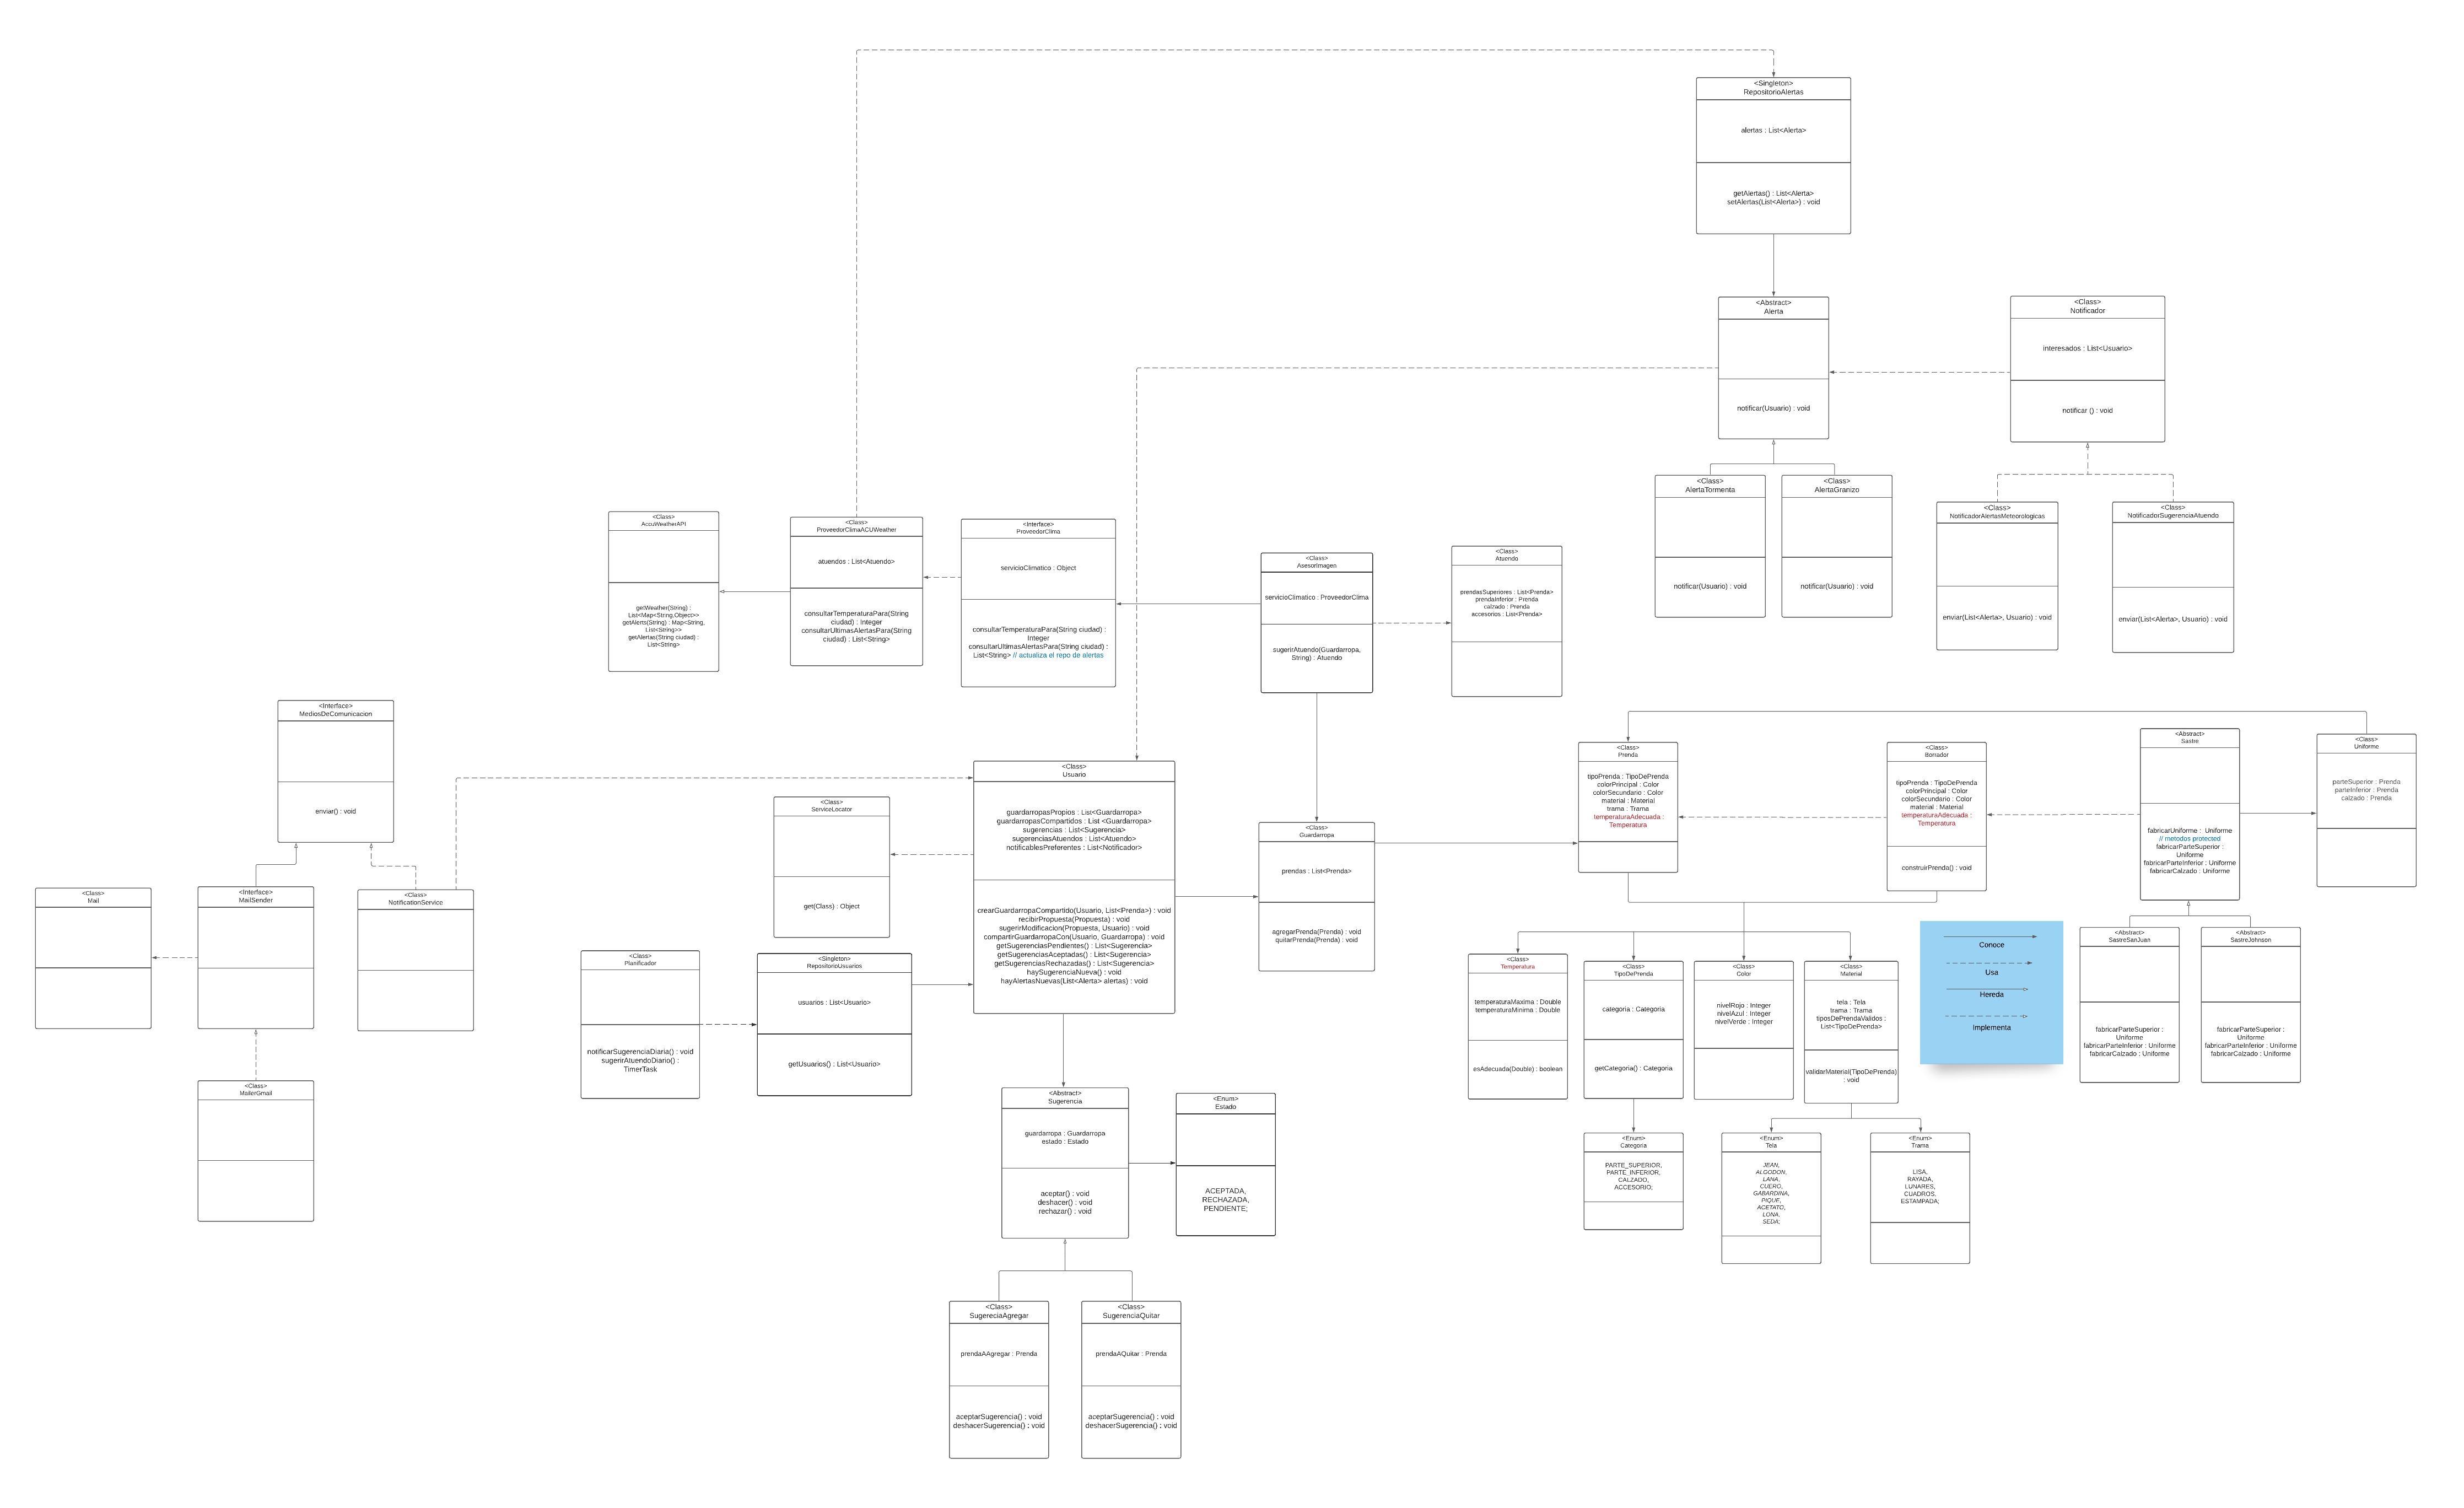 <Singleton>
RepositorioAlertas
alertas : List<Alerta>
getAlertas() : List<Alerta>
setAlertas(List<Alerta>) : void
<Abstract>
Alerta
notificar(Usuario) : void
<Class>
Notificador
interesados : List<Usuario>
notificar () : void
<Class>
AlertaTormenta
notificar(Usuario) : void
<Class>
AlertaGranizo
notificar(Usuario) : void
<Class>
NotificadorAlertasMeteorologicas
enviar(List<Alerta>, Usuario) : void
<Class>
NotificadorSugerenciaAtuendo
enviar(List<Alerta>, Usuario) : void
<Class>
AccuWeatherAPI
getWeather(String) :
List<Map<String,Object>>
getAlerts(String) : Map<String,
List<String>>
getAlertas(String ciudad) :
List<String>
<Class>
ProveedorClimaACUWeather
atuendos : List<Atuendo>
consultarTemperaturaPara(String
ciudad) : Integer
consultarUltimasAlertasPara(String
ciudad) : List<String>
<Interface>
ProveedorClima
servicioClimatico : Object
consultarTemperaturaPara(String ciudad) :
Integer
consultarUltimasAlertasPara(String ciudad) :
List<String> // actualiza el repo de alertas
<Class>
AsesorImagen
servicioClimatico : ProveedorClima
sugerirAtuendo(Guardarropa,
String) : Atuendo
<Class>
Atuendo
prendasSuperiores : List<Prenda>
prendaInferior : Prenda
calzado : Prenda
accesorios : List<Prenda>
<Interface>
MediosDeComunicacion
enviar() : void
<Class>
Mail
<Interface>
MailSender
<Class>
NotificationService
<Class>
MailerGmail
<Class>
ServiceLocator
get(Class) : Object
<Class>
Planificador
notificarSugerenciaDiaria() : void
sugerirAtuendoDiario() :
TimerTask
<Singleton>
RepositorioUsuarios
usuarios : List<Usuario>
getUsuarios() : List<Usuario>
<Class>
Usuario
guardarropasPropios : List<Guardarropa>
guardarropasCompartidos : List <Guardarropa>
sugerencias : List<Sugerencia>
sugerenciasAtuendos : List<Atuendo>
notificablesPreferentes : List<Notificador>
crearGuardarropaCompartido(Usuario, List<Prenda>) : void
recibirPropuesta(Propuesta) : void
sugerirModificacion(Propuesta, Usuario) : void
compartirGuardarropaCon(Usuario, Guardarropa) : void
getSugerenciasPendientes() : List<Sugerencia>
getSugerenciasAceptadas() : List<Sugerencia>
getSugerenciasRechazadas() : List<Sugerencia>
haySugerenciaNueva() : void
hayAlertasNuevas(List<Alerta> alertas) : void
<Class>
Guardarropa
prendas : List<Prenda>
agregarPrenda(Prenda) : void
quitarPrenda(Prenda) : void
<Class>
Prenda
tipoPrenda : TipoDePrenda
colorPrincipal : Color
colorSecundario : Color
material : Material
trama : Trama
temperaturaAdecuada :
Temperatura
<Class>
Borrador
tipoPrenda : TipoDePrenda
colorPrincipal : Color
colorSecundario : Color
material : Material
trama : Trama
temperaturaAdecuada :
Temperatura
construirPrenda() : void
<Abstract>
Sastre
fabricarUniforme : Uniforme
// metodos protected
fabricarParteSuperior :
Uniforme
fabricarParteInferior : Uniforme
fabricarCalzado : Uniforme
<Class>
Uniforme
parteSuperior : Prenda
parteInferior : Prenda
calzado : Prenda
<Abstract>
SastreSanJuan
fabricarParteSuperior :
Uniforme
fabricarParteInferior : Uniforme
fabricarCalzado : Uniforme
<Abstract>
SastreJohnson
fabricarParteSuperior :
Uniforme
fabricarParteInferior : Uniforme
fabricarCalzado : Uniforme
Conoce
Usa
Hereda
Implementa
<Class>
Temperatura
temperaturaMaxima : Double
temperaturaMinima : Double
esAdecuada(Double) : boolean
<Class>
TipoDePrenda
categoria : Categoria
getCategoria() : Categoria
<Class>
Color
nivelRojo : Integer
nivelAzul : Integer
nivelVerde : Integer
<Class>
Material
tela : Tela
trama : Trama
tiposDePrendaValidos :
List<TipoDePrenda>
validarMaterial(TipoDePrenda)
: void
<Enum>
Categoria
PARTE_SUPERIOR,
PARTE_INFERIOR,
CALZADO,
ACCESORIO;
<Enum>
Tela
JEAN,
ALGODON,
LANA,
CUERO,
GABARDINA,
PIQUE,
ACETATO,
LONA,
SEDA;
<Enum>
Trama
LISA,
RAYADA,
LUNARES,
CUADROS,
ESTAMPADA;
<Abstract>
Sugerencia
guardarropa : Guardarropa
estado : Estado
aceptar() : void
deshacer() : void
rechazar() : void
<Enum>
Estado
ACEPTADA,
RECHAZADA,
PENDIENTE;
<Class>
SugereciaAgregar
prendaAAgregar : Prenda
aceptarSugerencia() : void
deshacerSugerencia() : void
<Class>
SugerenciaQuitar
prendaAQuitar : Prenda
aceptarSugerencia() : void
deshacerSugerencia() : void